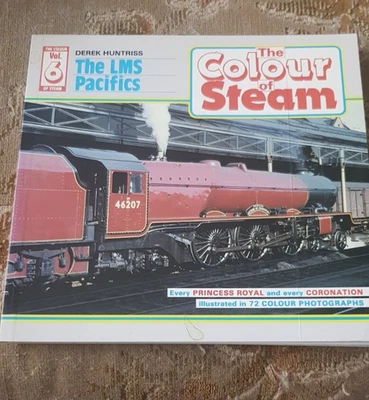 THE COLOUR
Vol.
6
OF STEAM
DEREK HUNTRISS
The LMS
Pacifics
The
Colour
of
Steam
46207
Every PRINCESS ROYAL and every CORONATION
illustrated in 72 COLOUR PHOTOGRAPHS